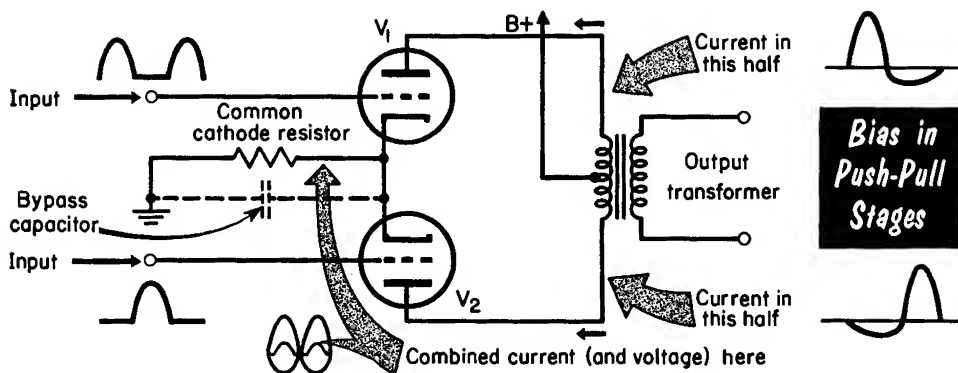 V1
B+
Current in
this half
Input
Common
cathode resistor
Bias in
Push-Pull
Stages
Output
transformer
Bypass
capacitor
Input
V2
Current in
this half
Combined current (and voltage) here